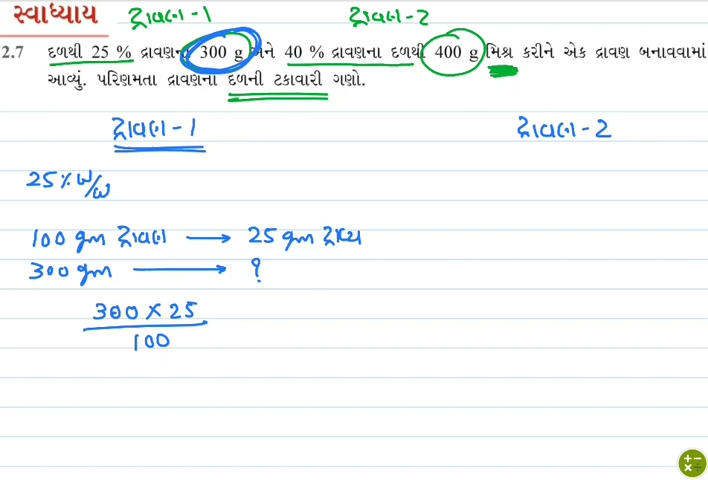 સ્વાધ્યાય દ્રાવણ-1 દ્રાવણ-2
2.7 દળથી 25 % દ્રાવણના 300 g અને 40 % દ્રાવણના દળથી 400 g મિશ્ર કરીને એક દ્રાવણ બનાવવામાં
આવ્યું. પરિણમતા દ્રાવણની દળની ટકાવારી ગણો.
દ્રાવણ-1 દ્રાવણ-2
25% W/W
100 gm દ્રાવણ → 25 gm દ્રાવ્ય
300 gm → ?
300 × 25
100